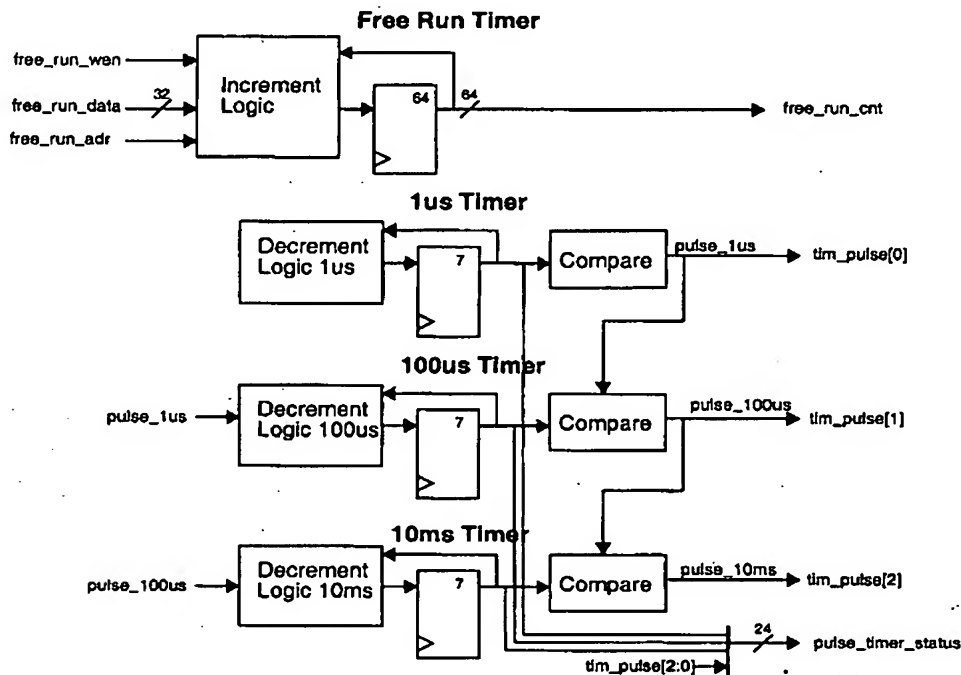 Free Run Timer
free_run_wen
free_run_data
32
free_run_adr
Increment
Logic
64
64
free_run_cnt
1us Timer
Decrement
Logic 1us
7
Compare
pulse_1us
tim_pulse[0]
100us Timer
pulse_1us
Decrement
Logic 100us
7
Compare
pulse_100us
tim_pulse[1]
10ms Timer
pulse_100us
Decrement
Logic 10ms
7
Compare
pulse_10ms
tim_pulse[2]
24
pulse_timer_status
tim_pulse[2:0]